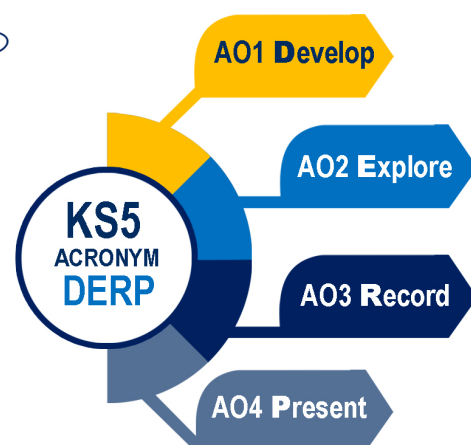 AO1 Develop
AO2 Explore
KS5
ACRONYM
DERP
AO3 Record
AO4 Present